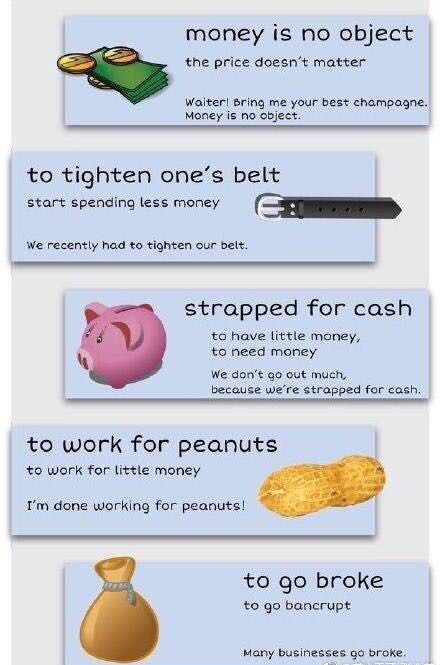 money is no object
the price doesn't matter
Waiter! Bring me your best champagne.
Money is no object.
to tighten one's belt
start spending less money
We recently had to tighten our belt.
strapped for cash
to have little money,
to need money
We don't go out much,
because we're strapped for cash.
to work for peanuts
to work for little money
I'm done working for peanuts!
to go broke
to go bancrupt
Many businesses go broke.